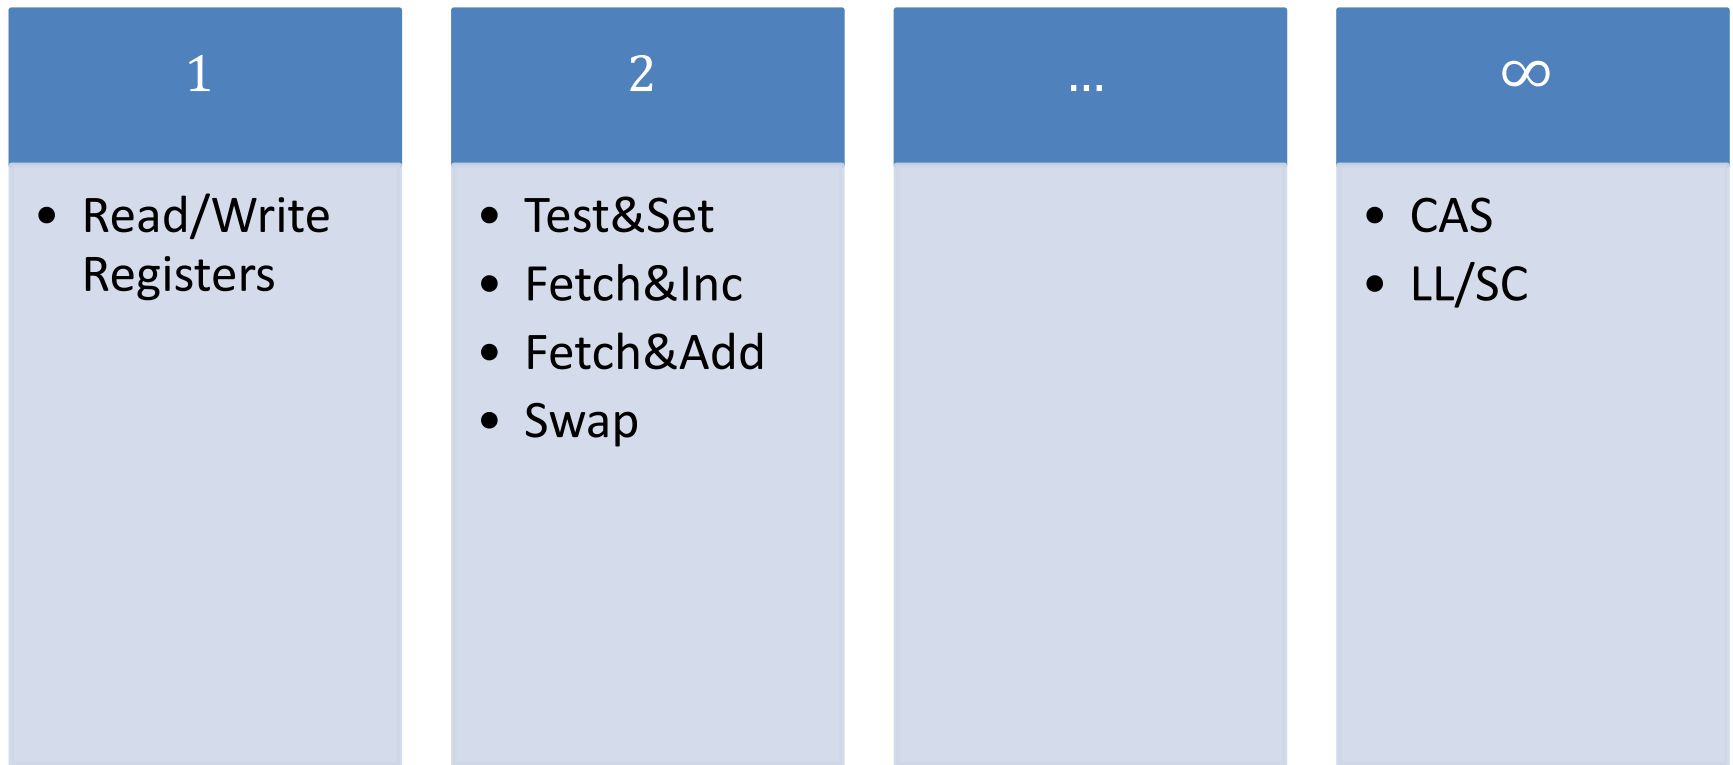 1
• Read/Write
Registers
2
• Test&Set
• Fetch&Inc
• Fetch&Add
• Swap
...
∞
• CAS
• LL/SC